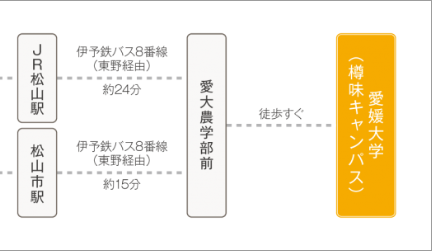 JR松山駅
伊予鉄バス8番線
（東野経由）
約24分
松山市駅
伊予鉄バス8番線
（東野経由）
約15分
愛大農学部前
徒歩すぐ
愛媛大学
（樽味キャンパス）